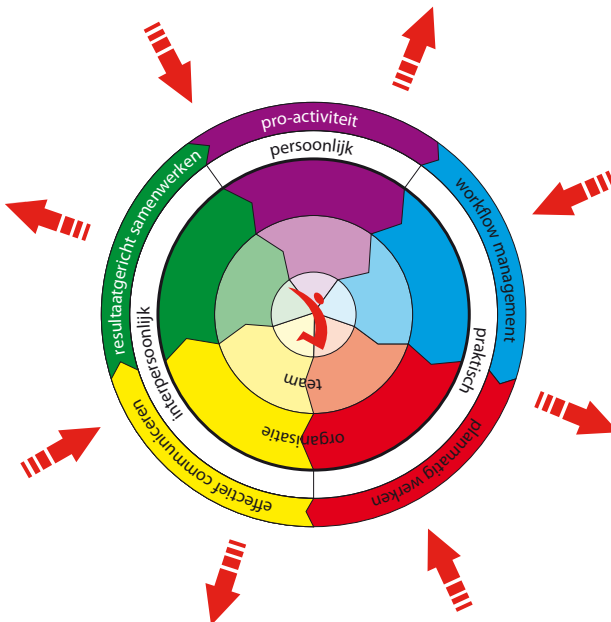 pro-activiteit
persoonlijk
workflow management
praktisch
planmatig werken
effectief communiceren
interpersoonlijk
resultaatgericht samenwerken
team
organisatie